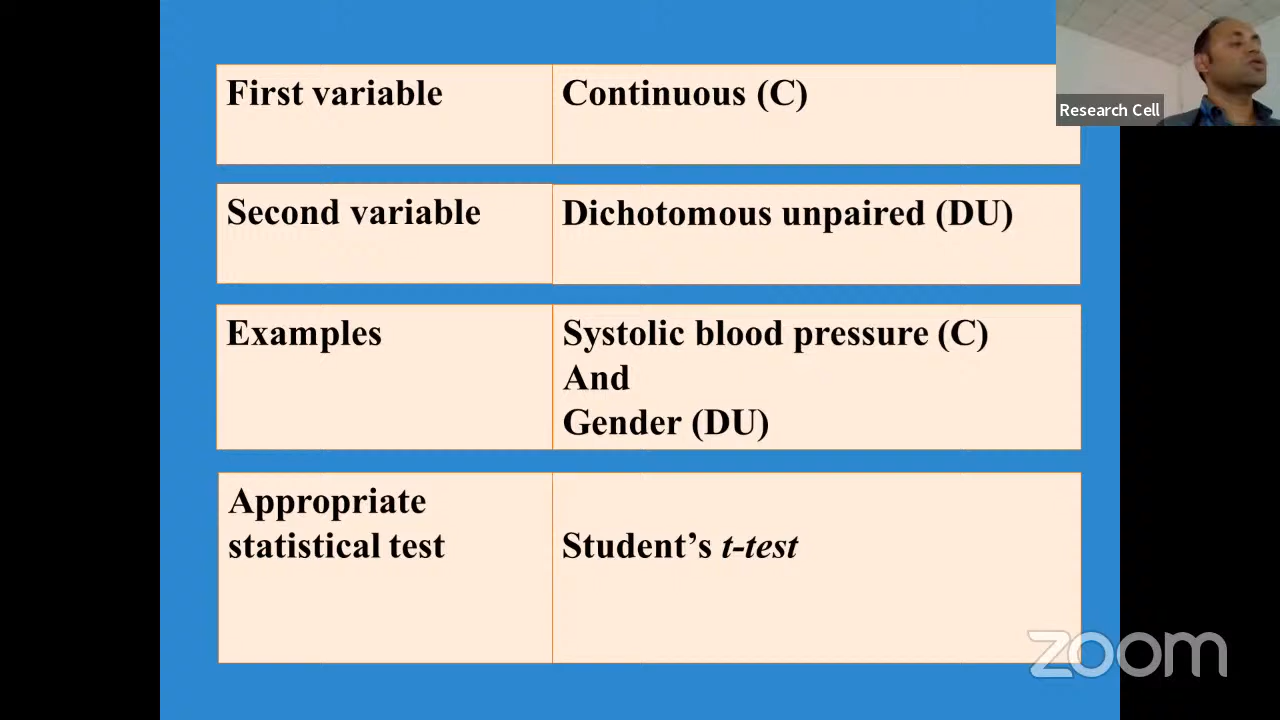 First variable
Continuous (C)
Research Cell
Second variable
Dichotomous unpaired (DU)
Examples
Systolic blood pressure (C)
And
Gender (DU)
Appropriate
statistical test
Student’s t-test
zoom